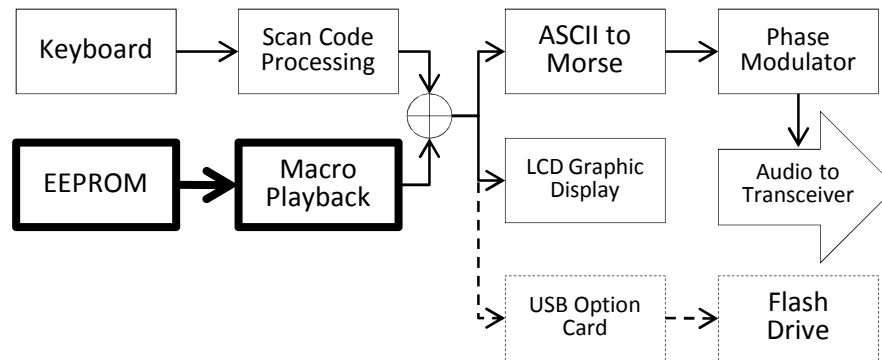 Keyboard
Scan Code
Processing
ASCII to
Morse
Phase
Modulator
EEPROM
Macro
Playback
LCD Graphic
Display
Audio to
Transceiver
USB Option
Card
Flash
Drive